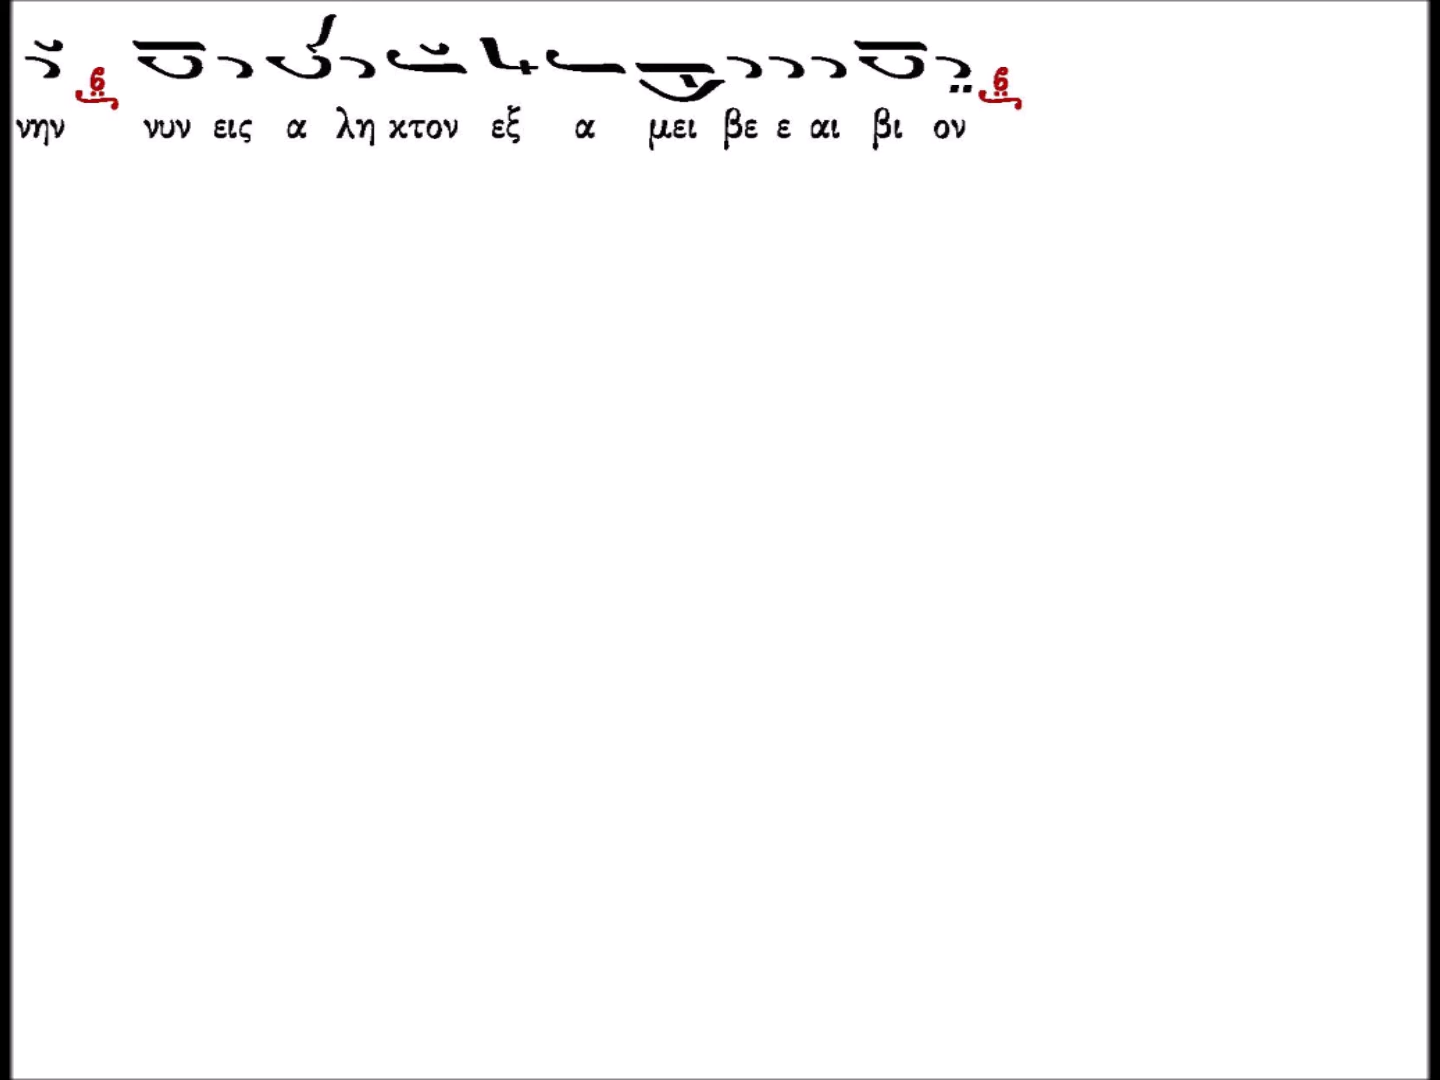 νην νυν εις α λη κτον εξ α μει βε ε αι βι ον